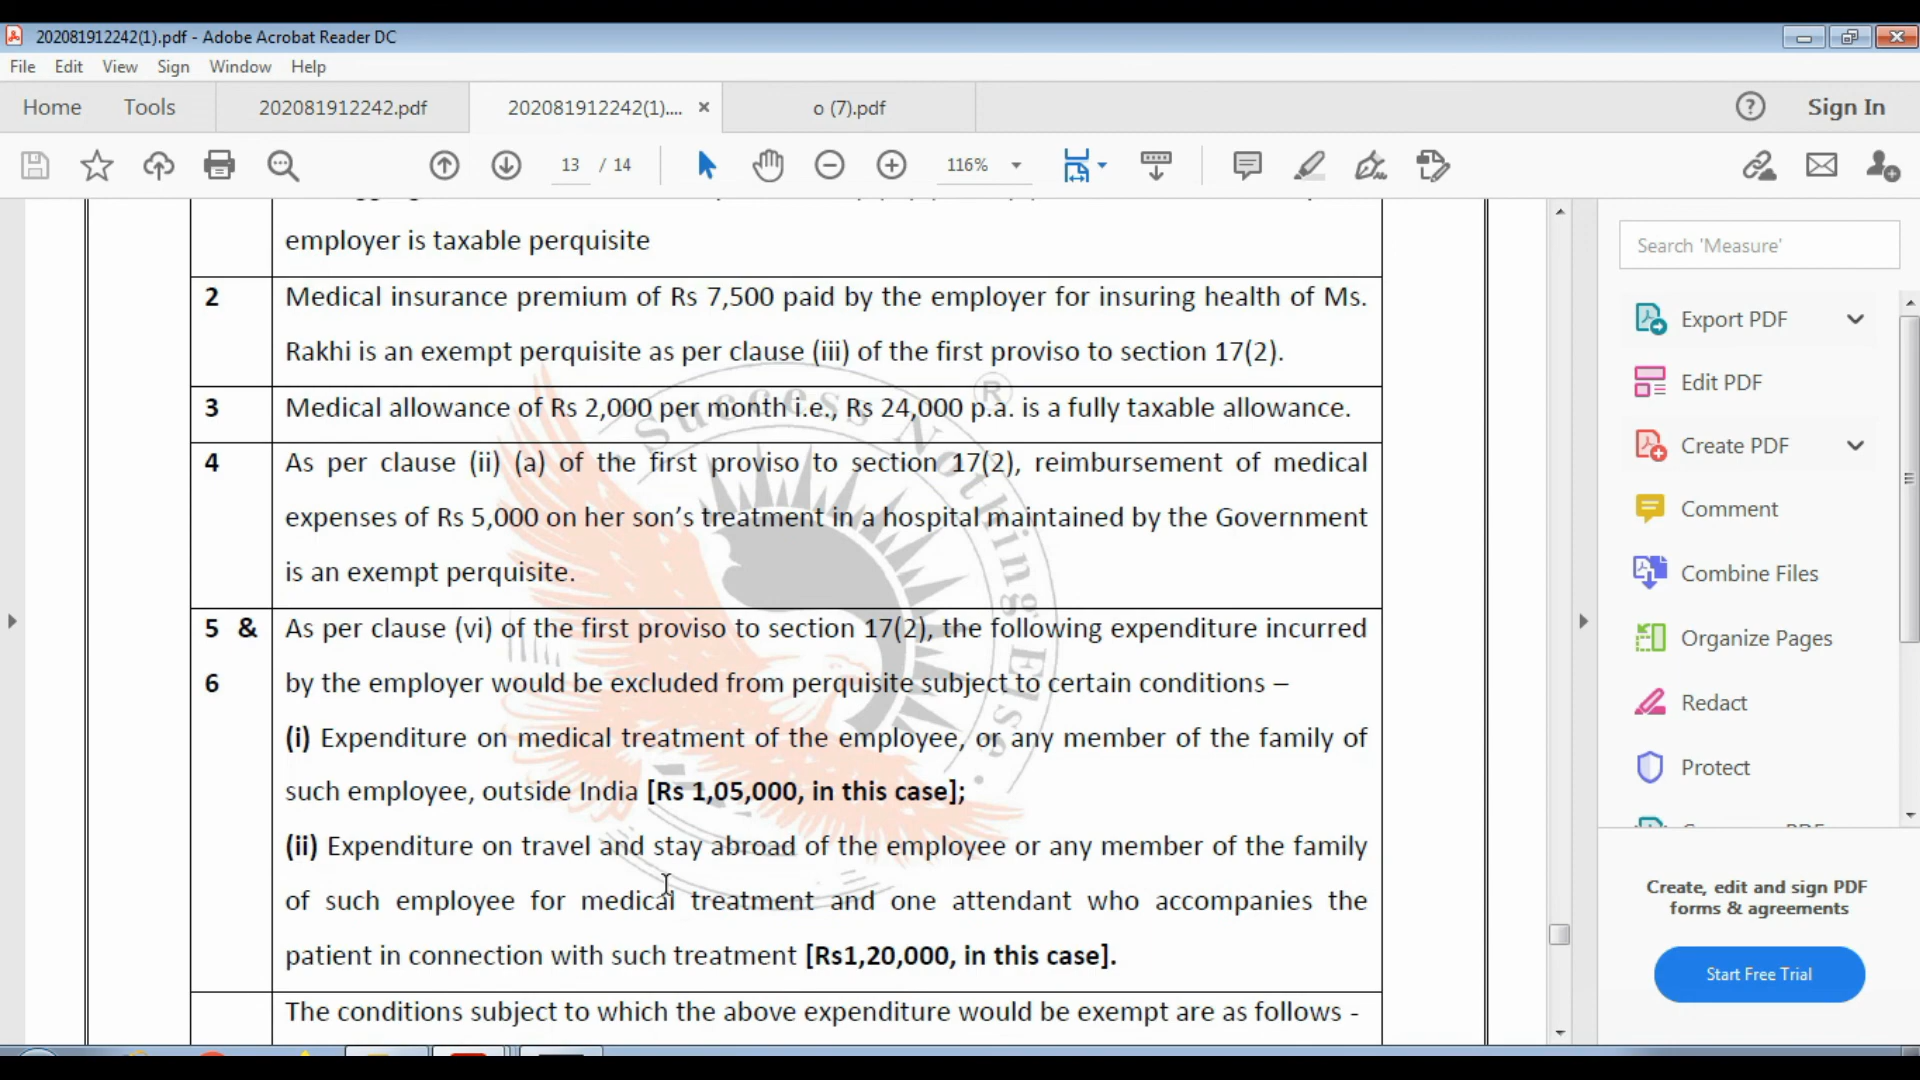 202081912242(1).pdf - Adobe Acrobat Reader DC
File Edit View Sign Window Help
Home Tools 202081912242.pdf 202081912242(1).... × o (7).pdf Sign In
13 / 14 116%
employer is taxable perquisite
2 Medical insurance premium of Rs 7,500 paid by the employer for insuring health of Ms.
Rakhi is an exempt perquisite as per clause (iii) of the first proviso to section 17(2).
3 Medical allowance of Rs 2,000 per month i.e., Rs 24,000 p.a. is a fully taxable allowance.
4 As per clause (ii) (a) of the first proviso to section 17(2), reimbursement of medical
expenses of Rs 5,000 on her son's treatment in a hospital maintained by the Government
is an exempt perquisite.
5 & As per clause (vi) of the first proviso to section 17(2), the following expenditure incurred
6 by the employer would be excluded from perquisite subject to certain conditions –
(i) Expenditure on medical treatment of the employee, or any member of the family of
such employee, outside India [Rs 1,05,000, in this case];
(ii) Expenditure on travel and stay abroad of the employee or any member of the family
of such employee for medical treatment and one attendant who accompanies the
patient in connection with such treatment [Rs1,20,000, in this case].
The conditions subject to which the above expenditure would be exempt are as follows -
Success Nothing Else.
®
Search 'Measure'
Export PDF
Edit PDF
Create PDF
Comment
Combine Files
Organize Pages
Redact
Protect
Create, edit and sign PDF
forms & agreements
Start Free Trial